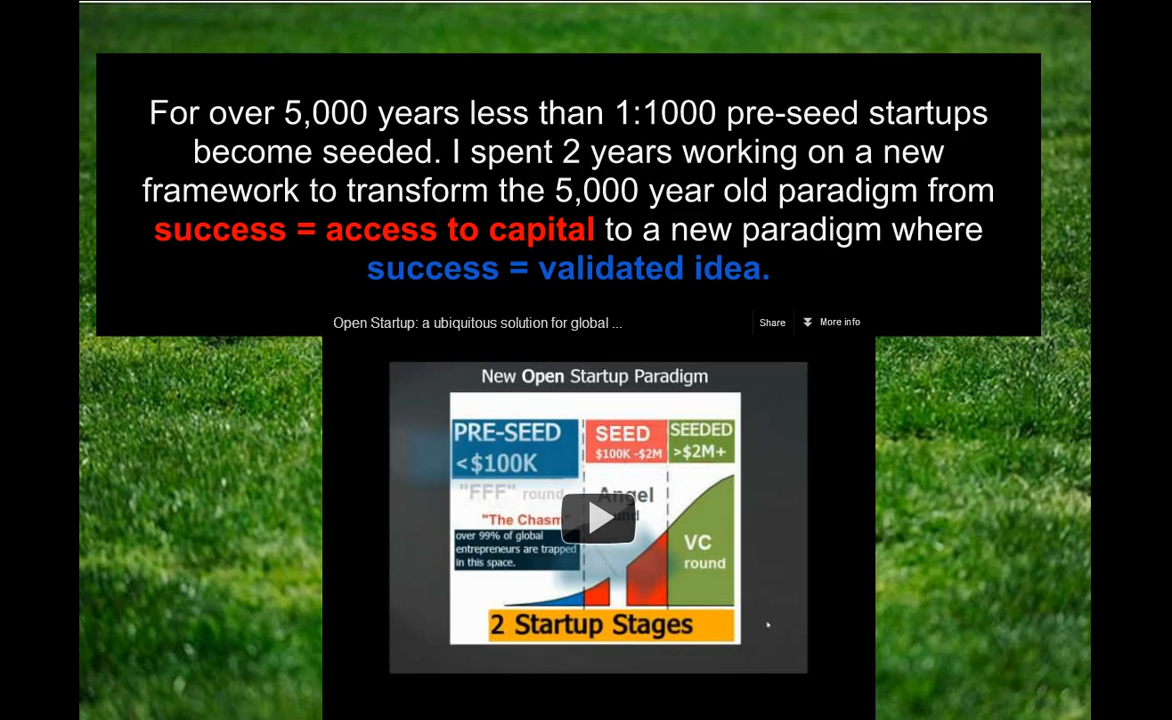 For over 5,000 years less than 1:1000 pre-seed startups
become seeded. I spent 2 years working on a new
framework to transform the 5,000 year old paradigm from
success = access to capital to a new paradigm where
success = validated idea.
Open Startup: a ubiquitous solution for global ...
Share
More info
New Open Startup Paradigm
PRE-SEED
<$100K
SEED
$100K -$2M
SEEDED
>$2M+
"FFF" round
Angel
"The Chasm"
over 99% of global
entrepreneurs are trapped
in this space.
VC
round
2 Startup Stages